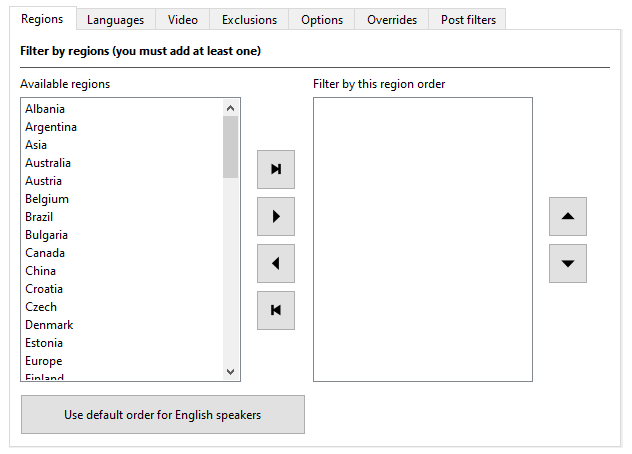 Regions Languages Video Exclusions Options Overrides Post filters
Filter by regions (you must add at least one)
Available regions Filter by this region order
Albania
Argentina
Asia
Australia
Austria
Belgium
Brazil
Bulgaria
Canada
China
Croatia
Czech
Denmark
Estonia
Europe
Finland
Use default order for English speakers